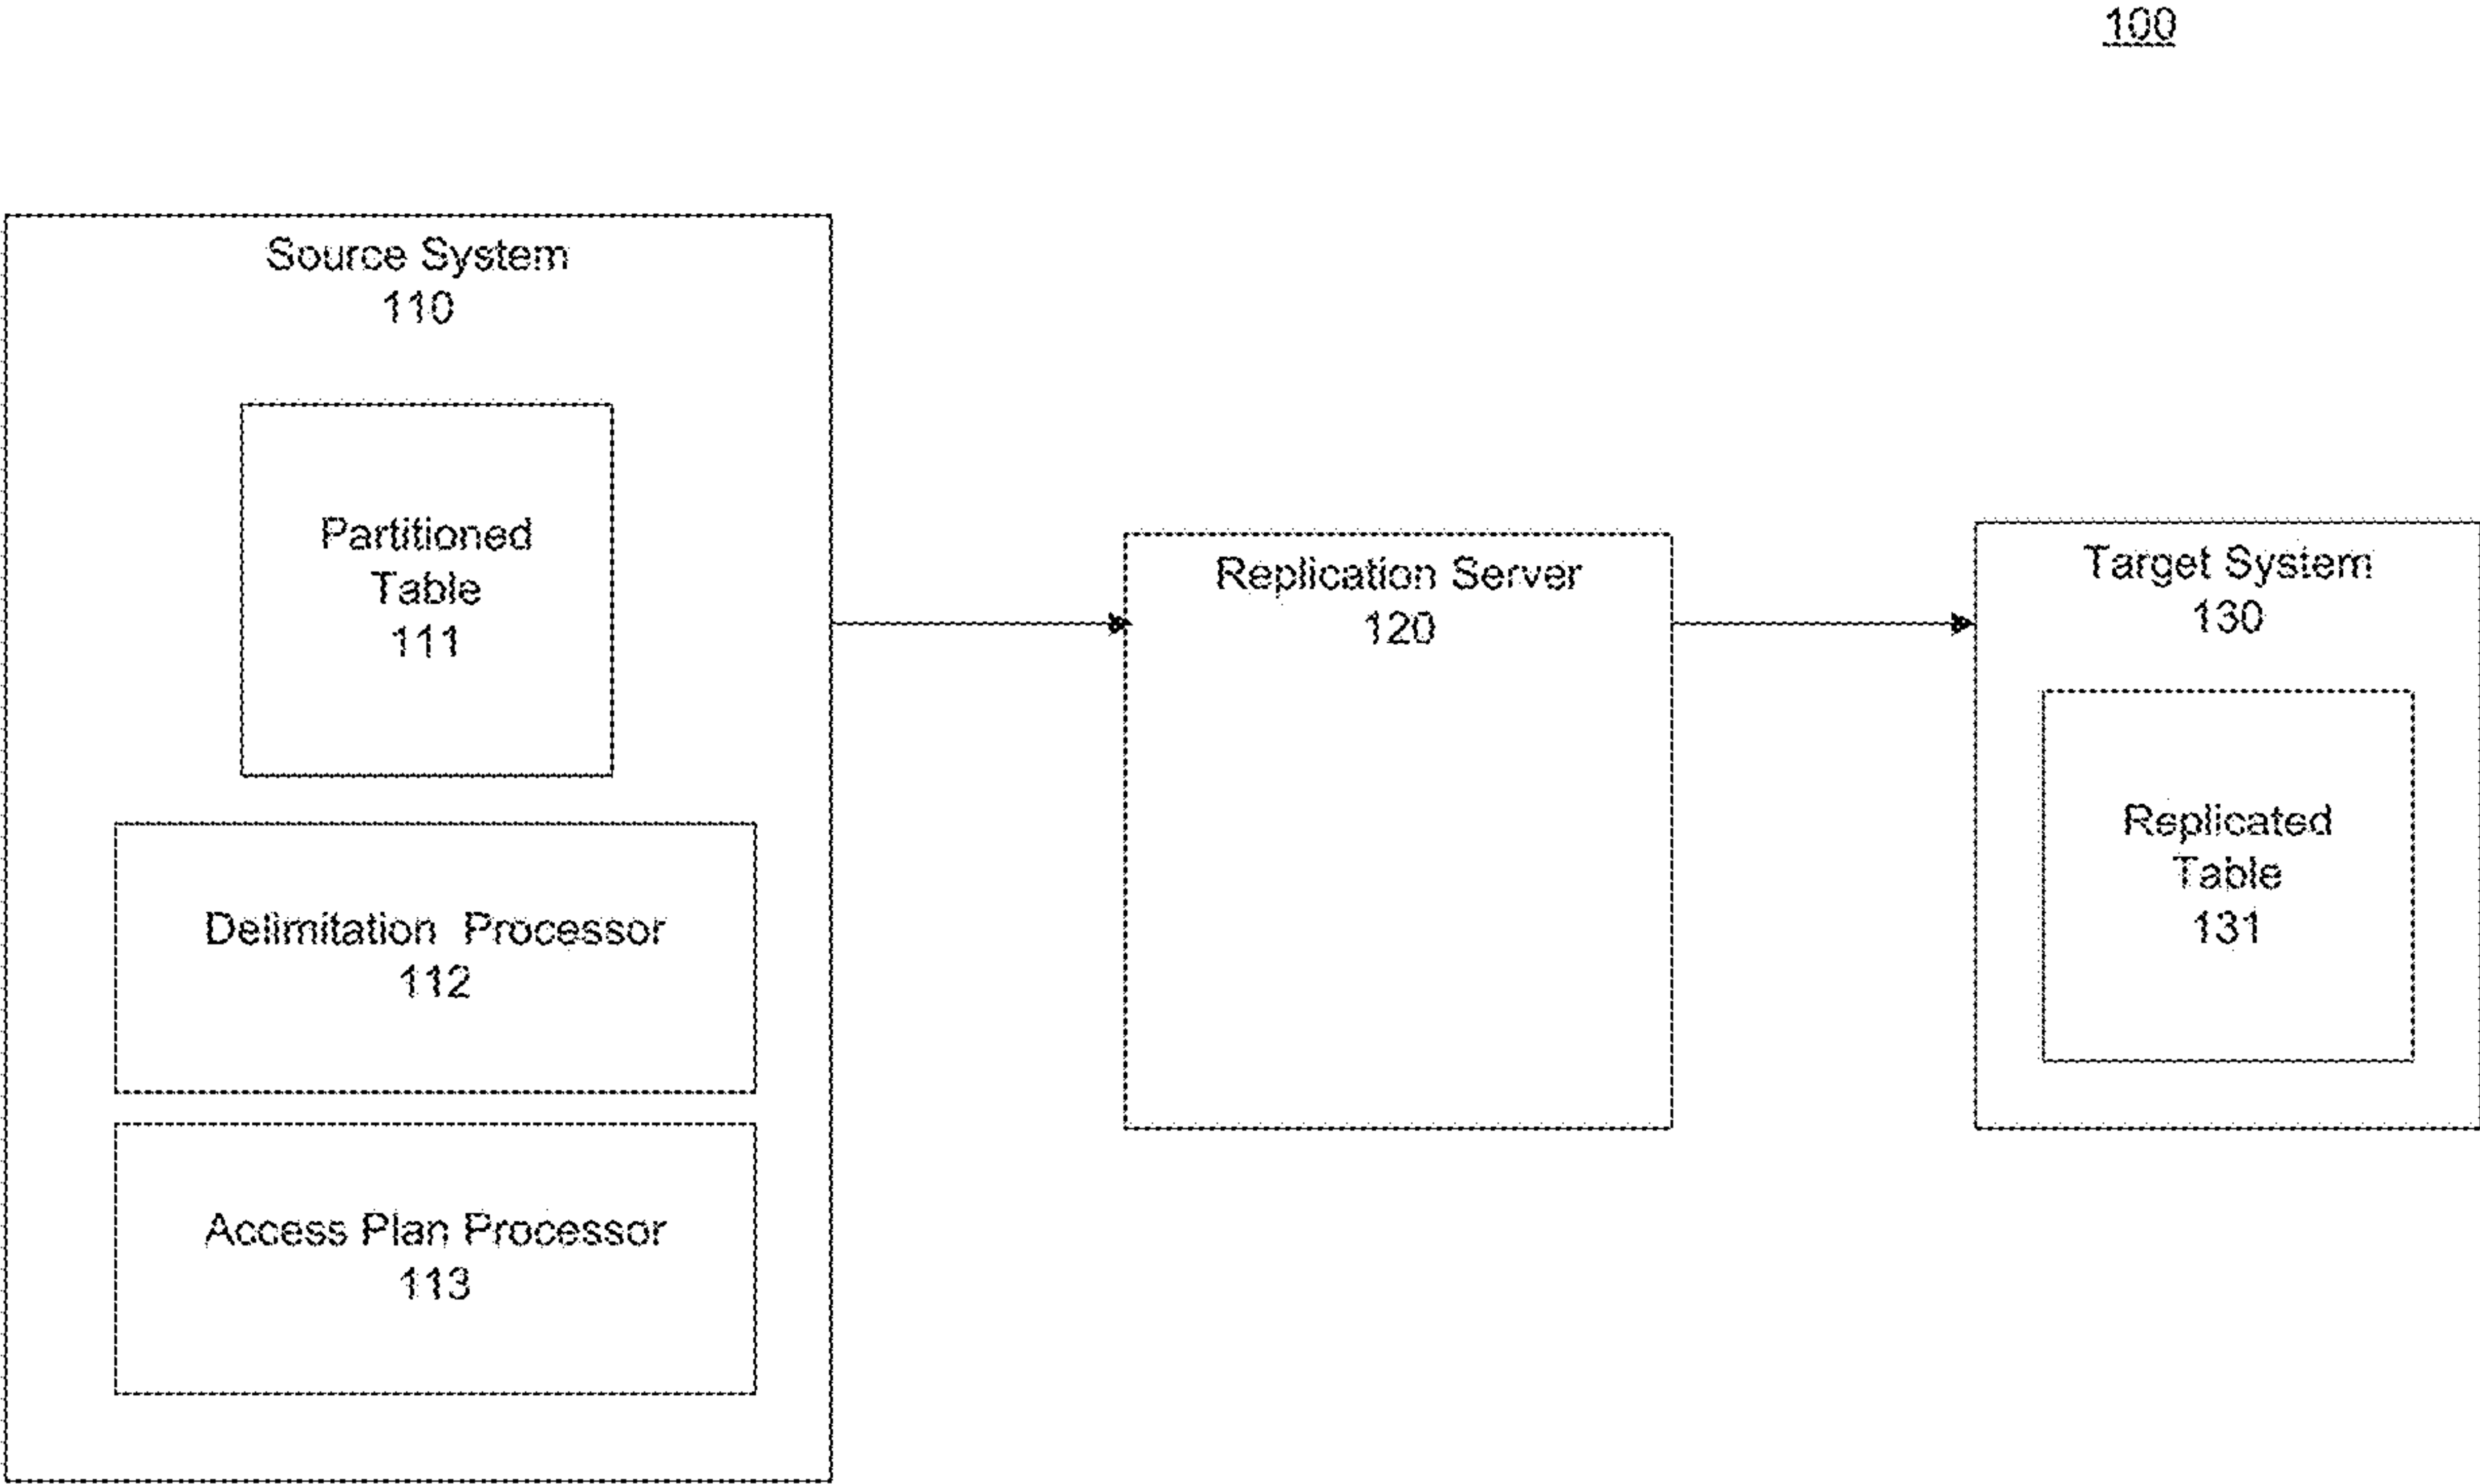 100
Source System
110
Partitioned
Table
111
Delimitation Processor
112
Access Plan Processor
113
Replication Server
120
Target System
130
Replicated
Table
131